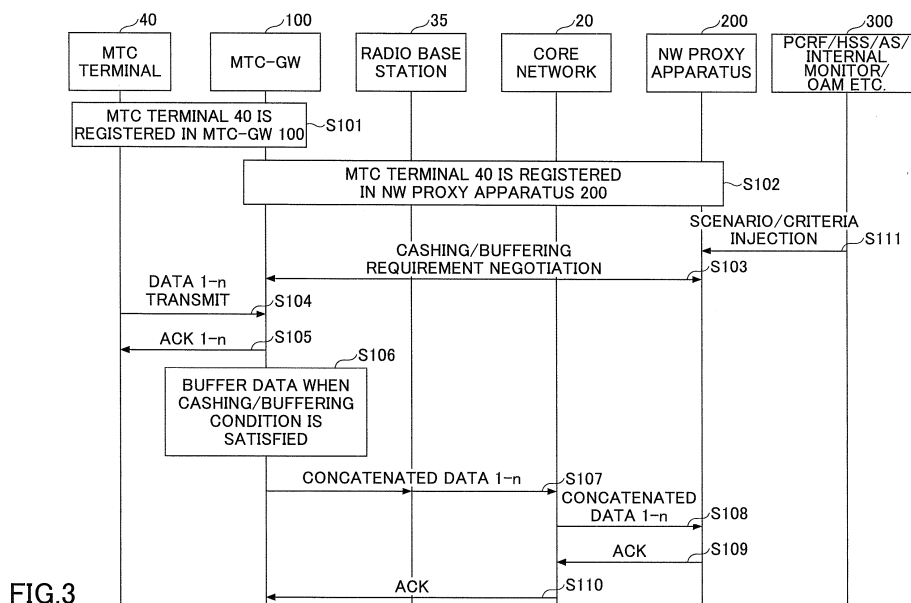 40
100
35
20
200
300
MTC
TERMINAL
MTC-GW
RADIO BASE
STATION
CORE
NETWORK
NW PROXY
APPARATUS
PCRF/HSS/AS/
INTERNAL
MONITOR/
OAM ETC.
MTC TERMINAL 40 IS
REGISTERED IN MTC-GW 100
S101
MTC TERMINAL 40 IS REGISTERED
IN NW PROXY APPARATUS 200
S102
SCENARIO/CRITERIA
INJECTION
S111
CASHING/BUFFERING
REQUIREMENT NEGOTIATION
S103
DATA 1-n
TRANSMIT
S104
ACK 1-n
S105
S106
BUFFER DATA WHEN
CASHING/BUFFERING
CONDITION IS
SATISFIED
CONCATENATED DATA 1-n
S107
CONCATENATED
DATA 1-n
S108
ACK
S109
ACK
S110
FIG.3